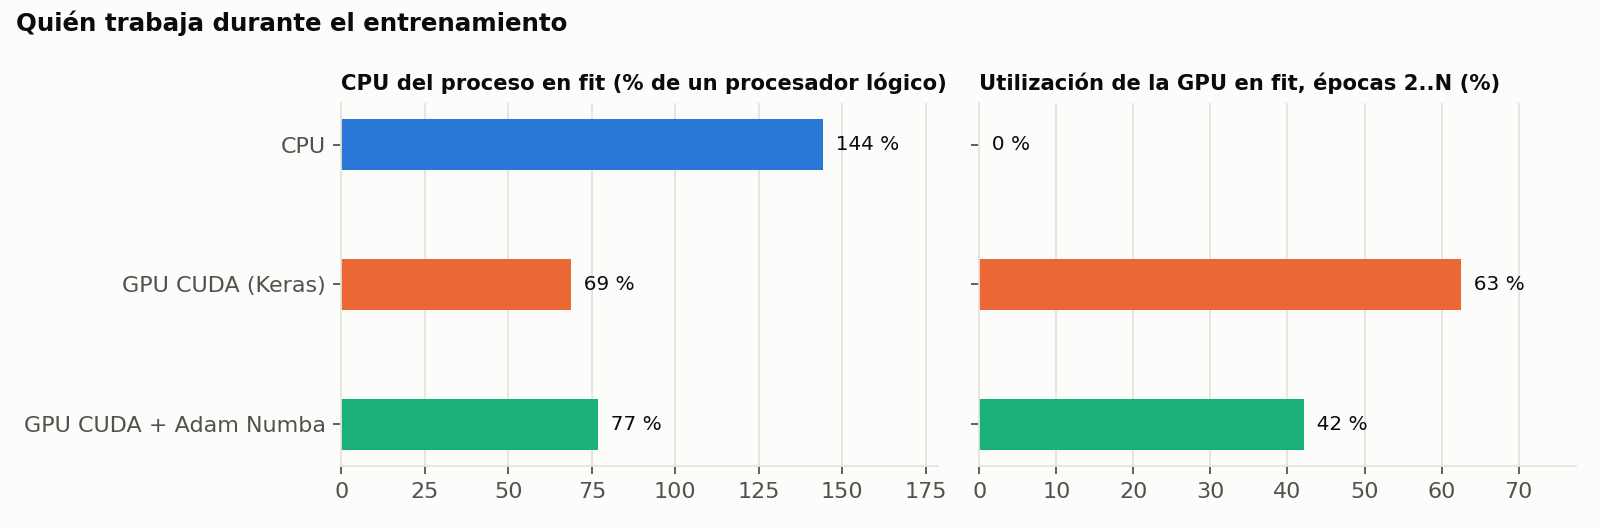 Quién trabaja durante el entrenamiento
CPU del proceso en fit (% de un procesador lógico)
CPU
144 %
GPU CUDA (Keras)
69 %
GPU CUDA + Adam Numba
77 %
0 25 50 75 100 125 150 175
Utilización de la GPU en fit, épocas 2..N (%)
0 %
63 %
42 %
0 10 20 30 40 50 60 70